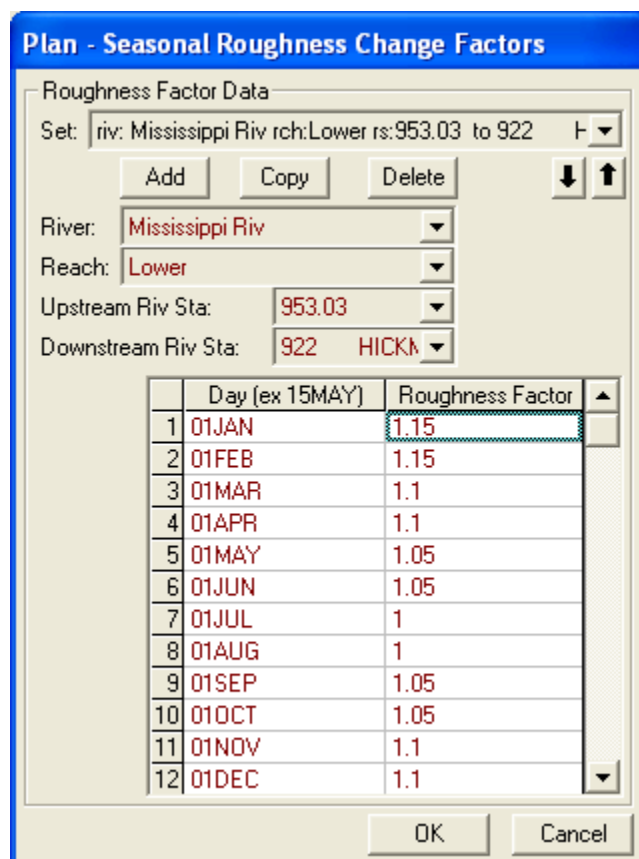 Plan - Seasonal Roughness Change Factors
Roughness Factor Data
Set: riv: Mississippi Riv rch:Lower rs:953.03 to 922 H
Add Copy Delete
River: Mississippi Riv
Reach: Lower
Upstream Riv Sta: 953.03
Downstream Riv Sta: 922 HICKM
Day (ex 15MAY) Roughness Factor
1 01JAN 1.15
2 01FEB 1.15
3 01MAR 1.1
4 01APR 1.1
5 01MAY 1.05
6 01JUN 1.05
7 01JUL 1
8 01AUG 1
9 01SEP 1.05
10 01OCT 1.05
11 01NOV 1.1
12 01DEC 1.1
OK Cancel